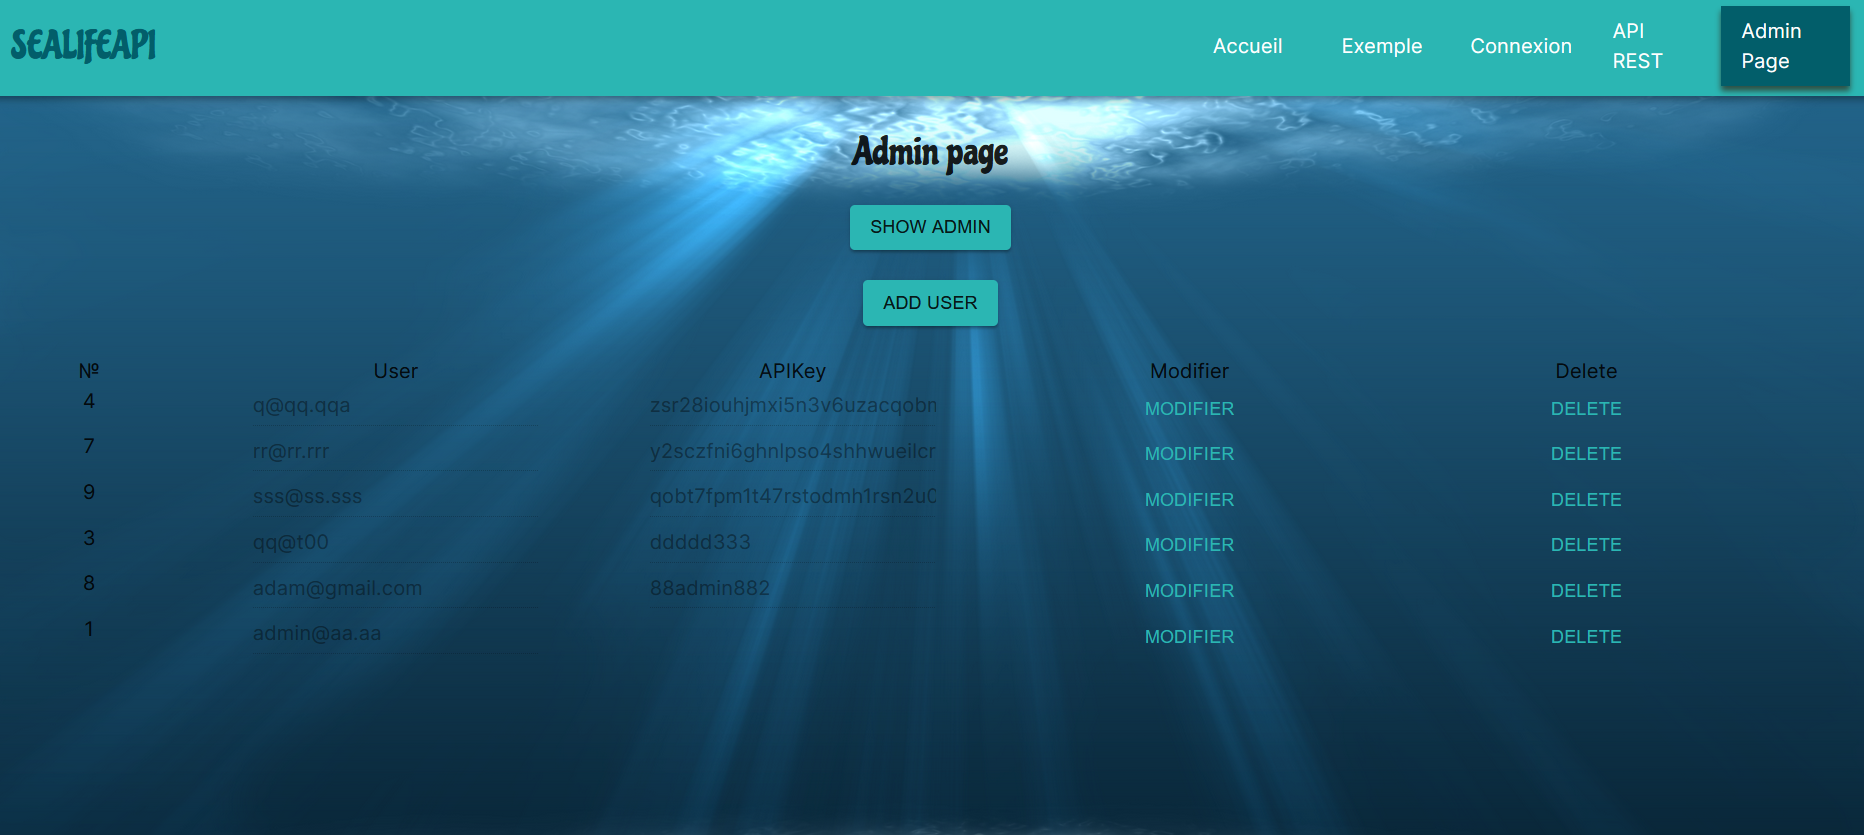 SEALIFEAPI
Accueil
Exemple
Connexion
API
REST
Admin
Page
Admin page
SHOW ADMIN
ADD USER
№ User APIKey Modifier Delete
4 q@qq.qqa zsr28iouhjmxi5n3v6uzacqobn MODIFIER DELETE
7 rr@rr.rrr y2sczfni6ghnlpso4shhwueilcr MODIFIER DELETE
9 sss@ss.sss qobt7fpm1t47rstodmh1rsn2u0 MODIFIER DELETE
3 qq@t00 ddddd333 MODIFIER DELETE
8 adam@gmail.com 88admin882 MODIFIER DELETE
1 admin@aa.aa MODIFIER DELETE